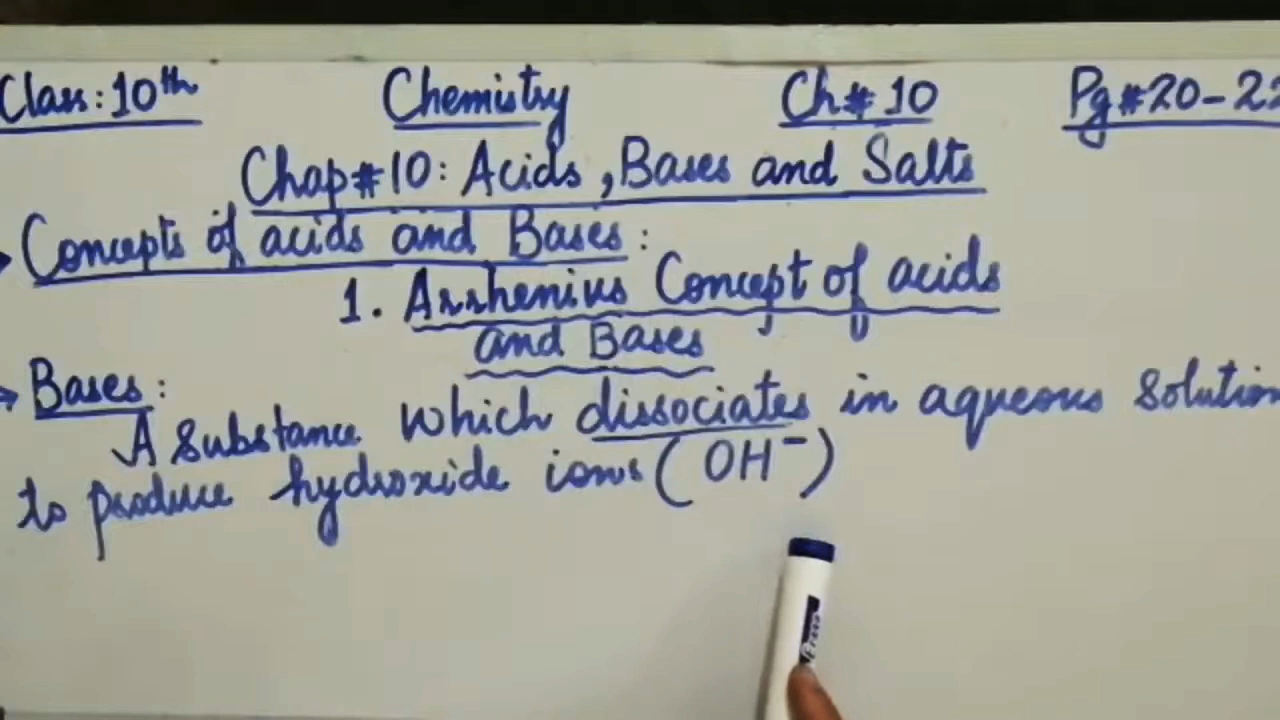 Class: 10th Chemistry Ch# 10 Pg#20-22
Chap#10: Acids, Bases and Salts
Concepts of acids and Bases:
1. Arrhenius Concept of acids
and Bases
Bases:
A substance which dissociates in aqueous solution
to produce hydroxide ions (OH⁻)